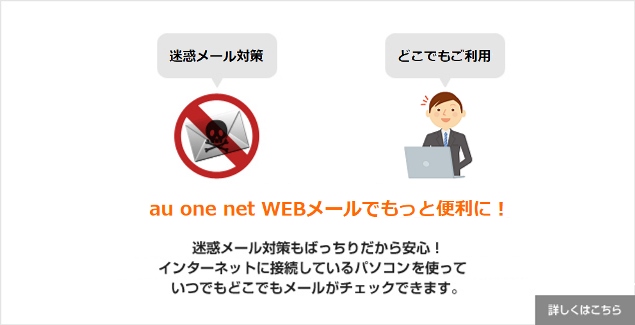 迷惑メール対策
どこでもご利用
au one net WEBメールでもっと便利に！
迷惑メール対策もばっちりだから安心！
インターネットに接続しているパソコンを使って
いつでもどこでもメールがチェックできます。
詳しくはこちら